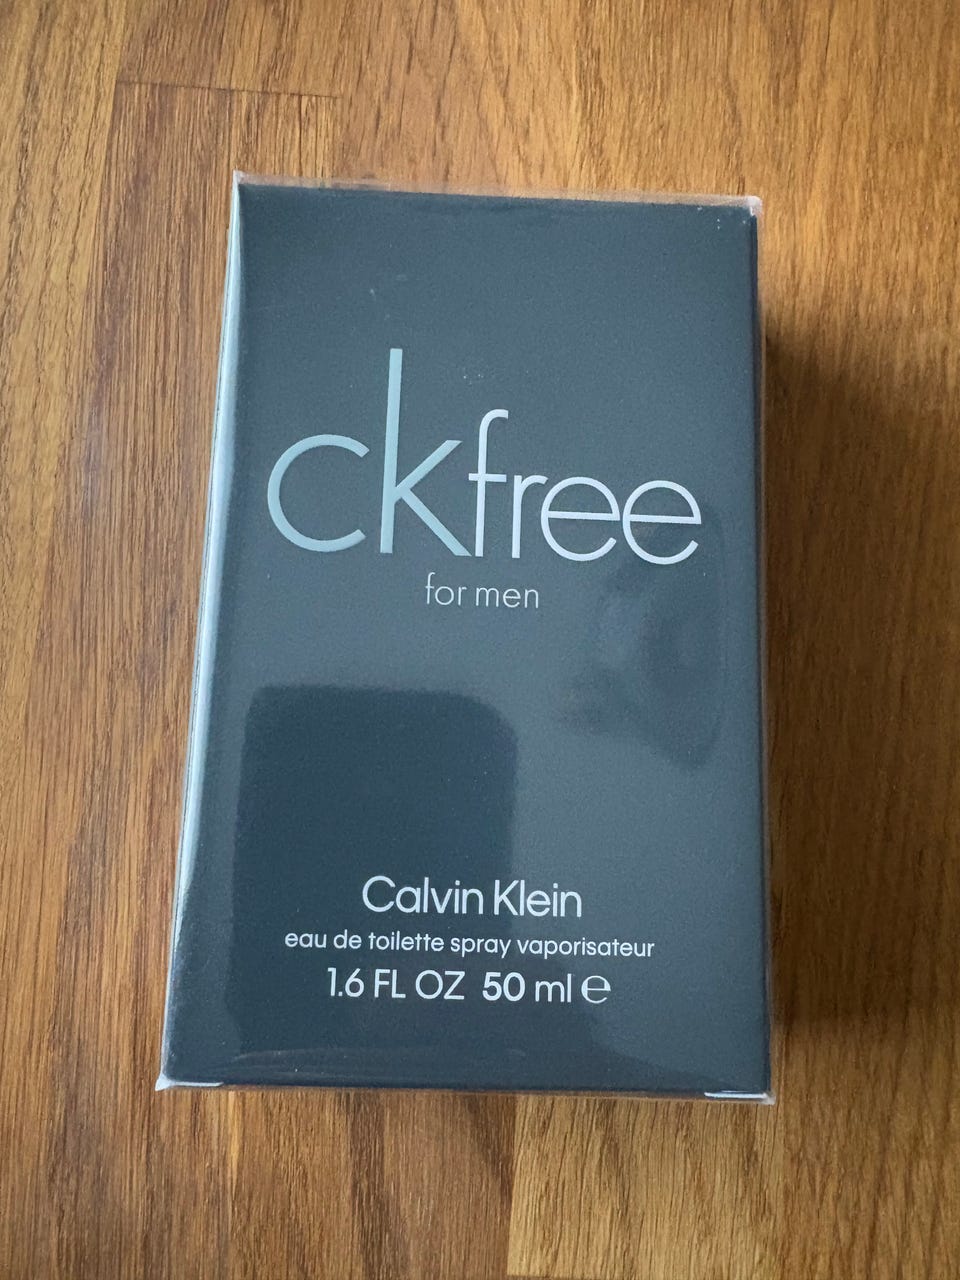 ckfree
for men
Calvin Klein
eau de toilette spray vaporisateur
1.6 FL OZ 50 ml ℮